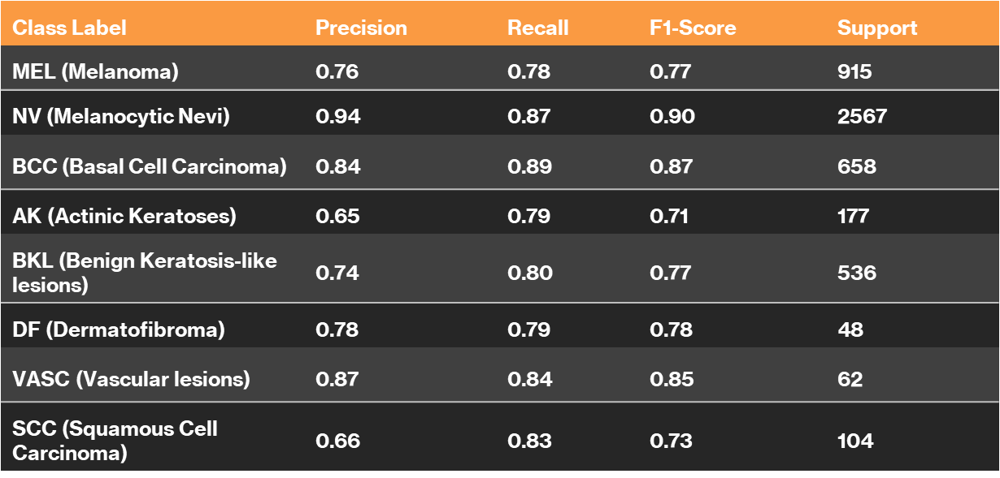 Class Label Precision Recall F1-Score Support
MEL (Melanoma) 0.76 0.78 0.77 915
NV (Melanocytic Nevi) 0.94 0.87 0.90 2567
BCC (Basal Cell Carcinoma) 0.84 0.89 0.87 658
AK (Actinic Keratoses) 0.65 0.79 0.71 177
BKL (Benign Keratosis-like
lesions) 0.74 0.80 0.77 536
DF (Dermatofibroma) 0.78 0.79 0.78 48
VASC (Vascular lesions) 0.87 0.84 0.85 62
SCC (Squamous Cell
Carcinoma) 0.66 0.83 0.73 104